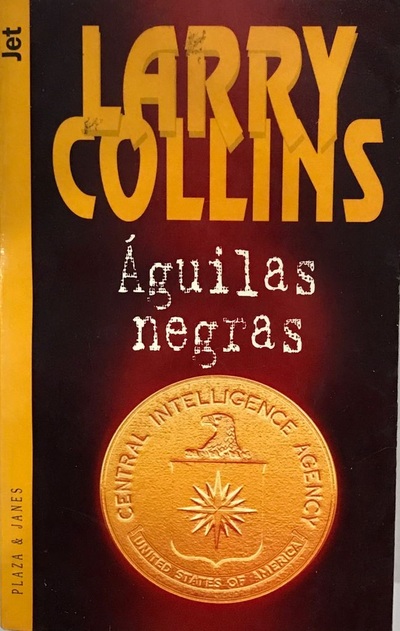 Jet
LARRY
COLLINS
Águilas
negras
CENTRAL INTELLIGENCE AGENCY
UNITED STATES OF AMERICA
PLAZA & JANES